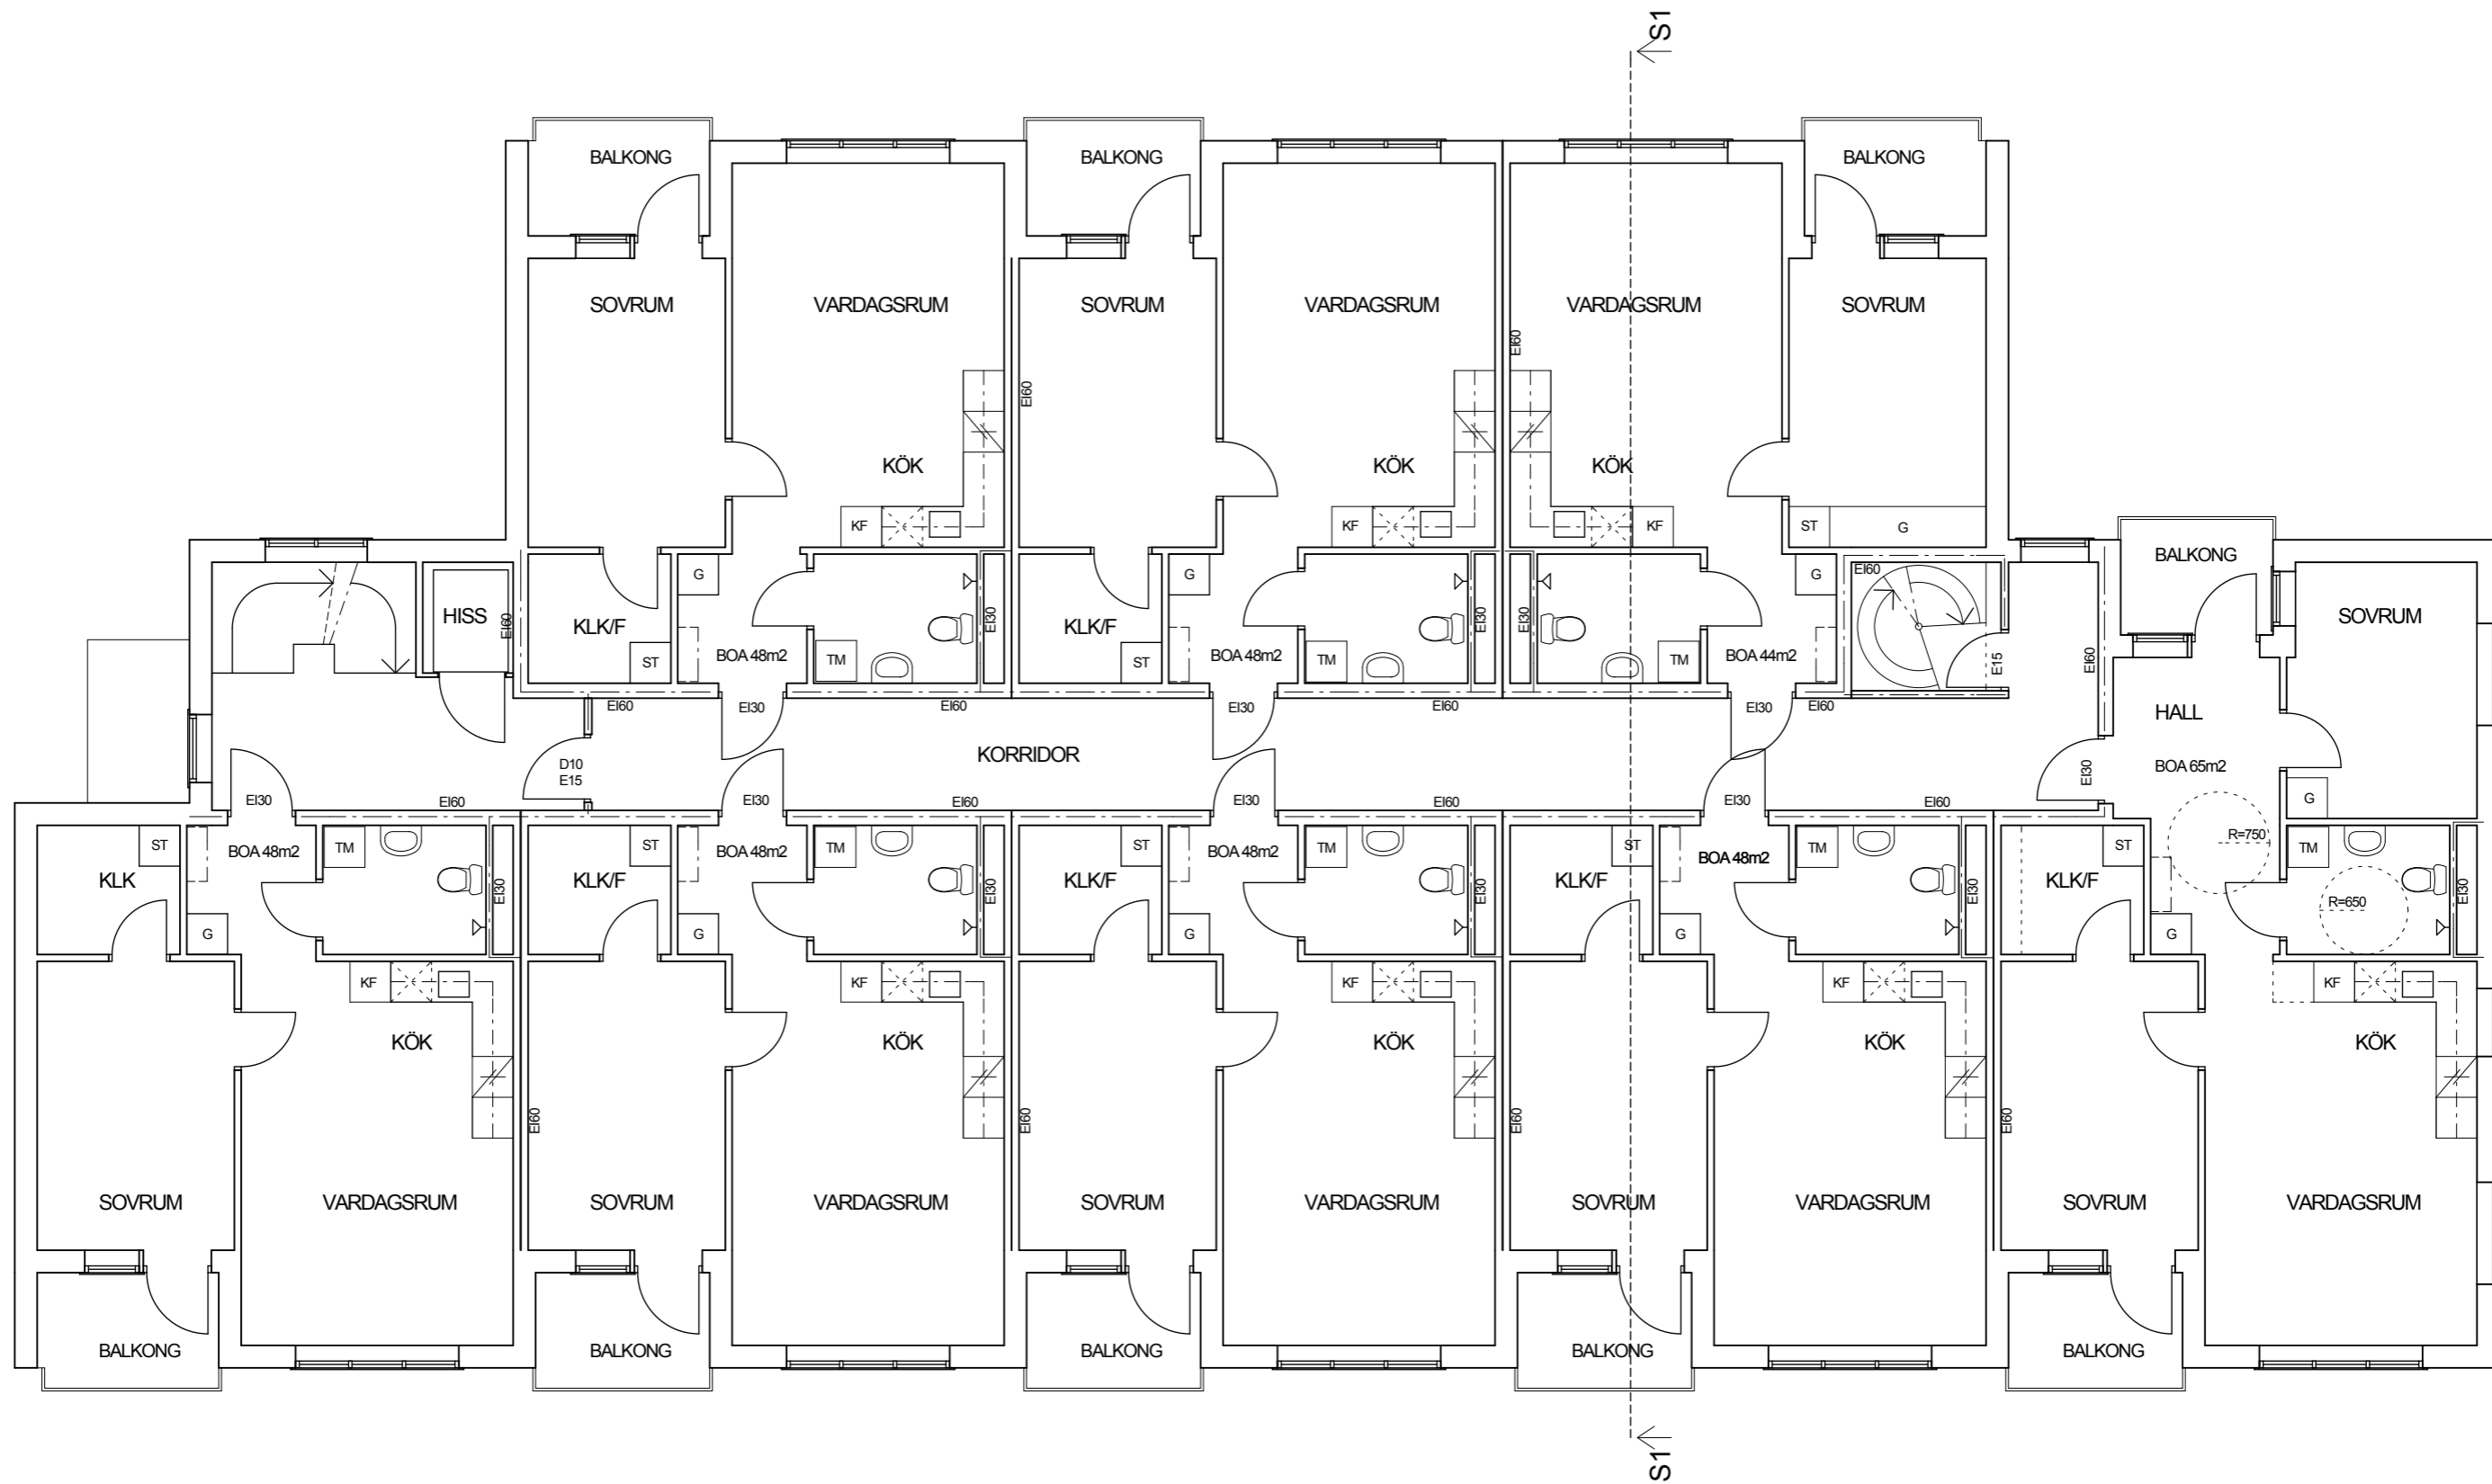 S1
BALKONG
BALKONG
BALKONG
SOVRUM
VARDAGSRUM
SOVRUM
VARDAGSRUM
VARDAGSRUM
SOVRUM
EI60
EI60
KÖK
KÖK
KÖK
KF
KF
KF
ST
G
BALKONG
HISS
EI60
KLK/F
G
EI30
KLK/F
G
EI30
EI30
G
EI60
SOVRUM
ST
BOA 48m2
TM
ST
BOA 48m2
TM
TM
BOA 44m2
E15
EI60
EI60
EI30
EI60
EI30
EI60
EI30
EI60
HALL
D10
E15
KORRIDOR
BOA 65m2
EI30
EI30
EI60
EI30
EI30
EI60
EI30
EI60
G
ST
BOA 48m2
TM
ST
BOA 48m2
TM
ST
BOA 48m2
TM
ST
BOA 48m2
TM
ST
R=750
TM
KLK
EI30
KLK/F
EI30
KLK/F
EI30
KLK/F
EI30
KLK/F
EI30
R=650
G
G
G
G
G
KF
KF
KF
KF
KF
KÖK
KÖK
KÖK
KÖK
KÖK
EI60
EI60
EI60
EI60
SOVRUM
VARDAGSRUM
SOVRUM
VARDAGSRUM
SOVRUM
VARDAGSRUM
SOVRUM
VARDAGSRUM
SOVRUM
VARDAGSRUM
BALKONG
BALKONG
BALKONG
BALKONG
BALKONG
S1